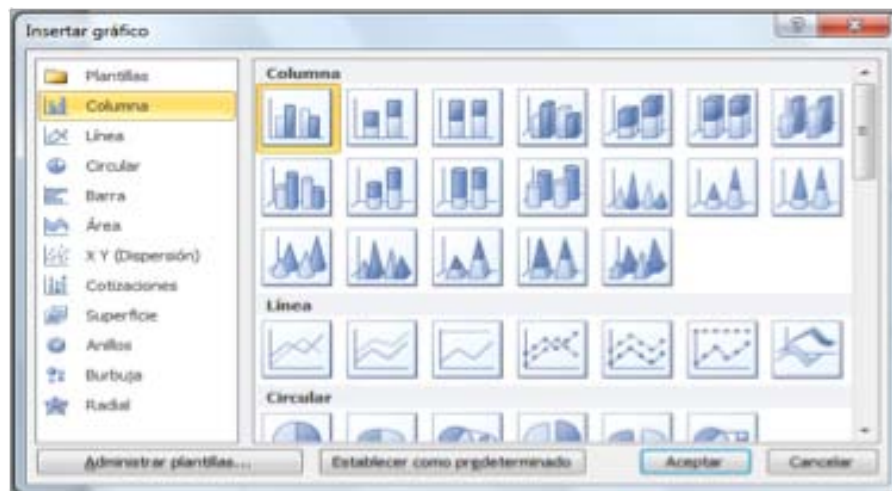 Insertar gráfico
Plantillas
Columna
Línea
Circular
Barra
Área
X Y (Dispersión)
Cotizaciones
Superficie
Anillos
Burbuja
Radial
Columna
Línea
Circular
Administrar plantillas...
Establecer como predeterminado
Aceptar
Cancelar